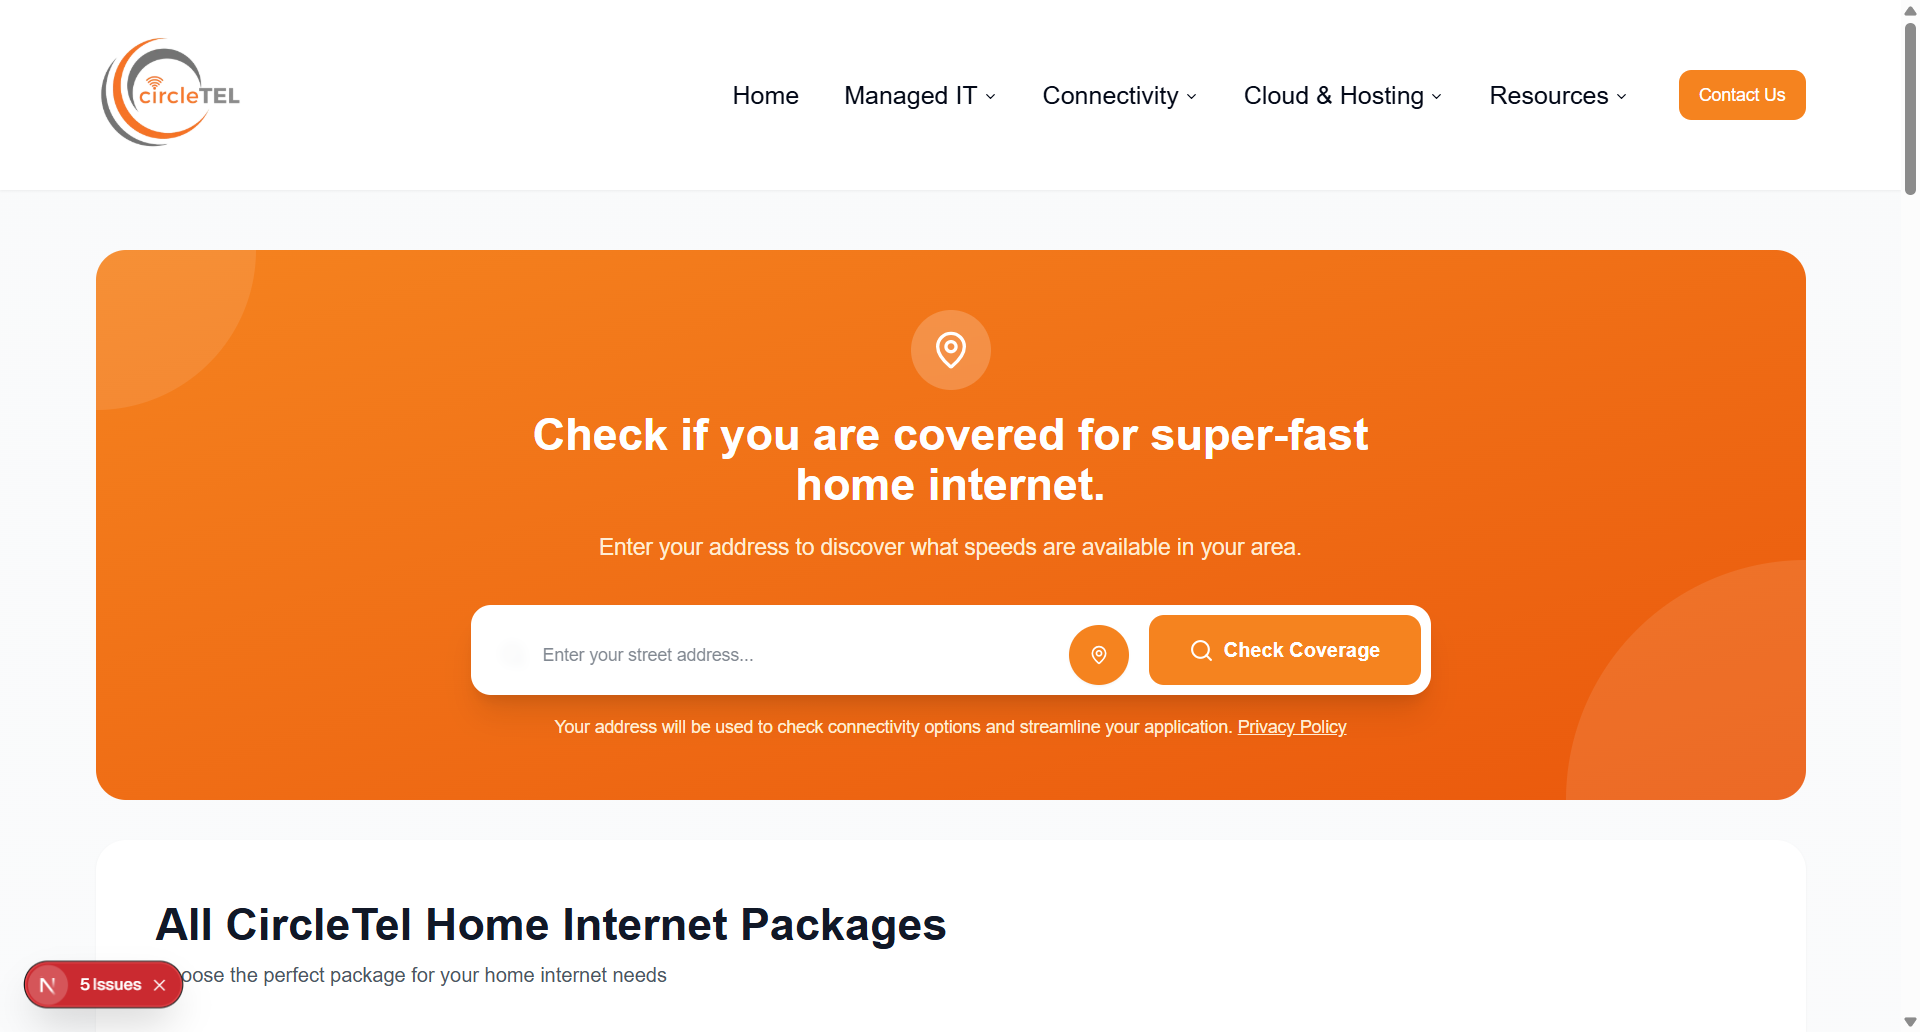 circleTEL
Home Managed IT Connectivity Cloud & Hosting Resources Contact Us
Check if you are covered for super-fast
home internet.
Enter your address to discover what speeds are available in your area.
Enter your street address...
Check Coverage
Your address will be used to check connectivity options and streamline your application. Privacy Policy
All CircleTel Home Internet Packages
oose the perfect package for your home internet needs
N 5 Issues